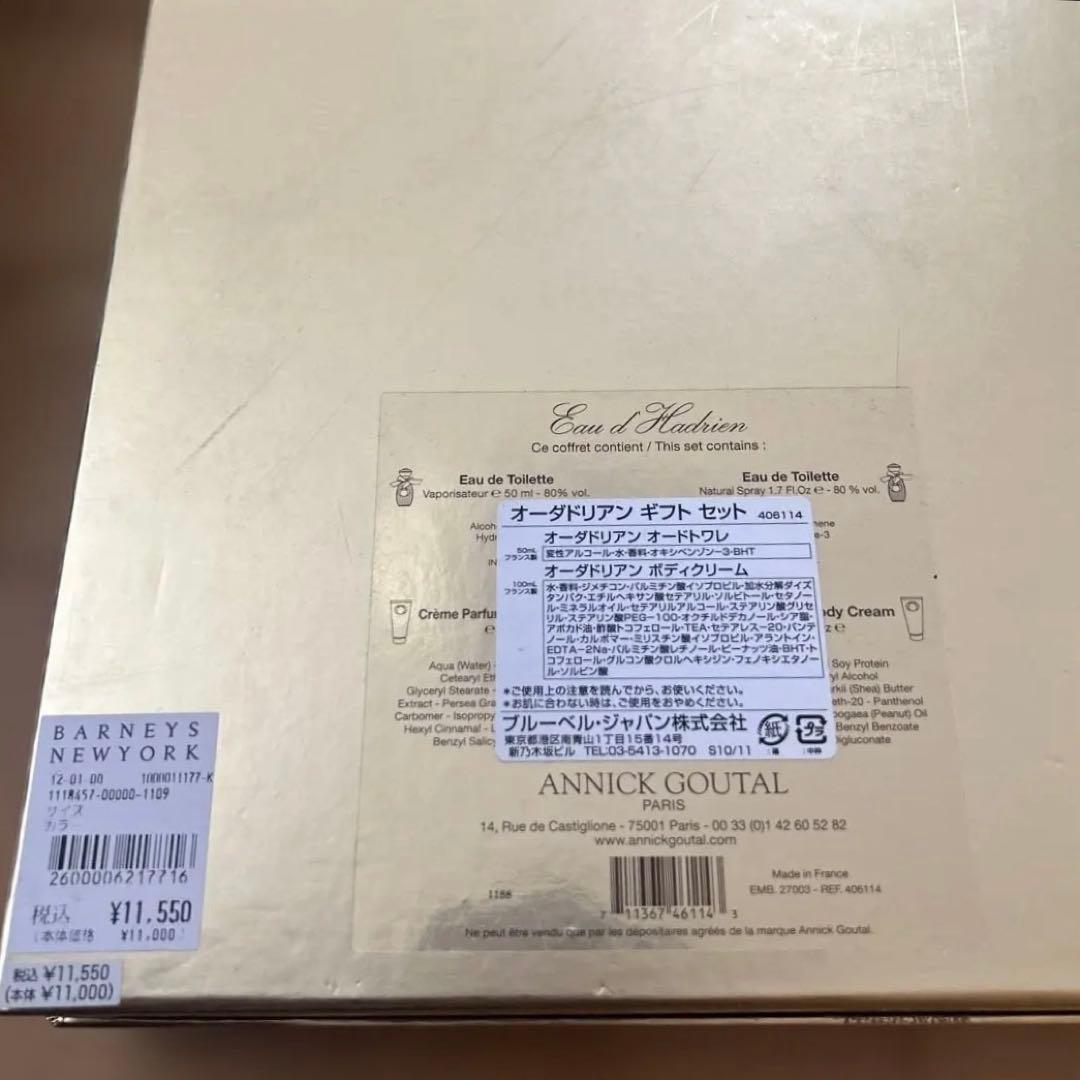 Eau d'Hadrien
Ce coffret contient / This set contains :
Eau de Toilette
Vaporisateur ℮ 50 ml - 80% vol.
Eau de Toilette
Natural Spray 1.7 Fl.Oz ℮ - 80 % vol.
オーダドリアン ギフト セット 406114
オーダドリアン オードトワレ
50mL
フランス製
変性アルコール・水・香料・オキシベンゾン-3・BHT
オーダドリアン ボディクリーム
100mL
フランス製
水・香料・ジメチコン・パルミチン酸イソプロピル・加水分解ダイズ
タンパク・エチルヘキサン酸セテアリル・ソルビトール・セタノー
ル・ミネラルオイル・セテアリルアルコール・ステアリン酸グリセ
リル・ステアリン酸PEG-100・オクチルドデカノール・シア脂・
アボカド油・酢酸トコフェロール・TEA・セテアレス-20・パンテ
ノール・カルボマー・ミリスチン酸イソプロピル・アラントイン・
EDTA-2Na・パルミチン酸レチノール・ピーナッツ油・BHT・ト
コフェロール・グルコン酸クロルヘキシジン・フェノキシエタノー
ル・ソルビン酸
*ご使用上の注意を読んでから、お使いください。
*お肌に合わない時は、ご使用をおやめください。
ブルーベル・ジャパン株式会社
東京都港区南青山1丁目15番14号
新乃木坂ビル TEL:03-5413-1070 S10/11
紙
:箱
プラ
:中枠
Alcoh
Hydr
IN
e-3
Crème Parfu
℮
Body Cream
z ℮
Aqua (Water) -
Cetearyl Eth
Glyceryl Stearate -
Extract - Persea Gra
Carbomer - Isopropy
Hexyl Cinnamal - L
Benzyl Salicy
Soy Protein
yl Alcohol
rkii (Shea) Butter
eth-20 - Panthenol
pogaea (Peanut) Oil
Benzyl Benzoate
igluconate.
ANNICK GOUTAL
PARIS
14, Rue de Castiglione - 75001 Paris - 00 33 (0)1 42 60 52 82
www.annickgoutal.com
1188
7 11367 46114 3
Made in France
EMB. 27003 - REF. 406114
Ne peut être vendu que par les dépositaires agréés de la marque Annick Goutal.
BARNEYS
NEWYORK
12-01 00 1000011177-K
1118457-00000-1109
サイズ
カラー
2600006217716
税込 ¥11,550
(本体価格 ¥11,000)
税込 ¥11,550
(本体 ¥11,000)